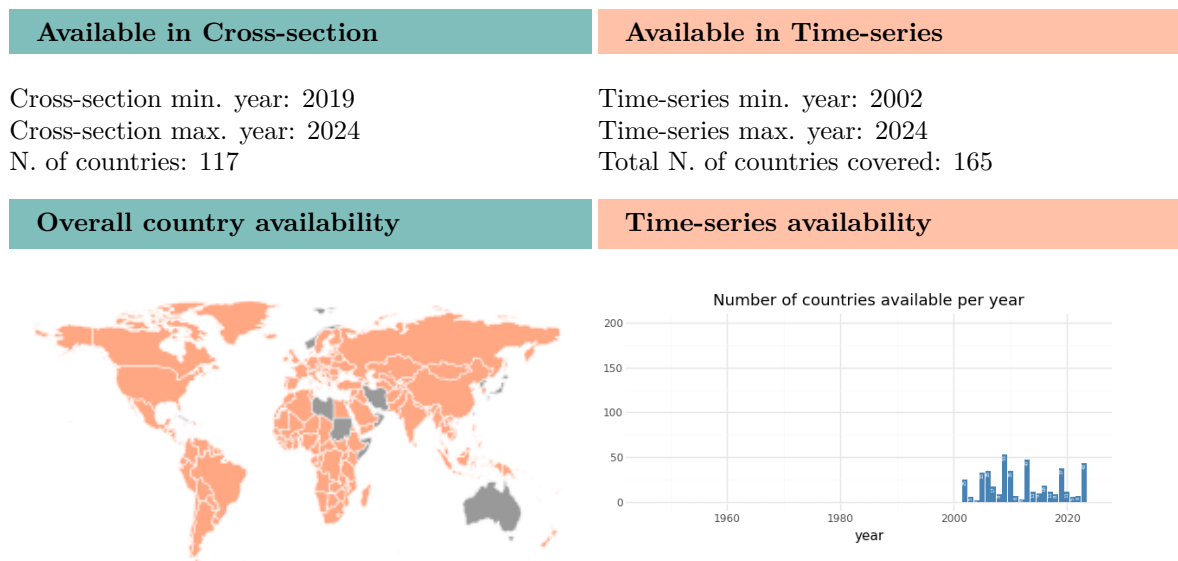 Available in Cross-section
Available in Time-series
Cross-section min. year: 2019
Cross-section max. year: 2024
N. of countries: 117
Time-series min. year: 2002
Time-series max. year: 2024
Total N. of countries covered: 165
Overall country availability
Time-series availability
Number of countries available per year
200
150
100
50
0
1960 1980 2000 2020
year